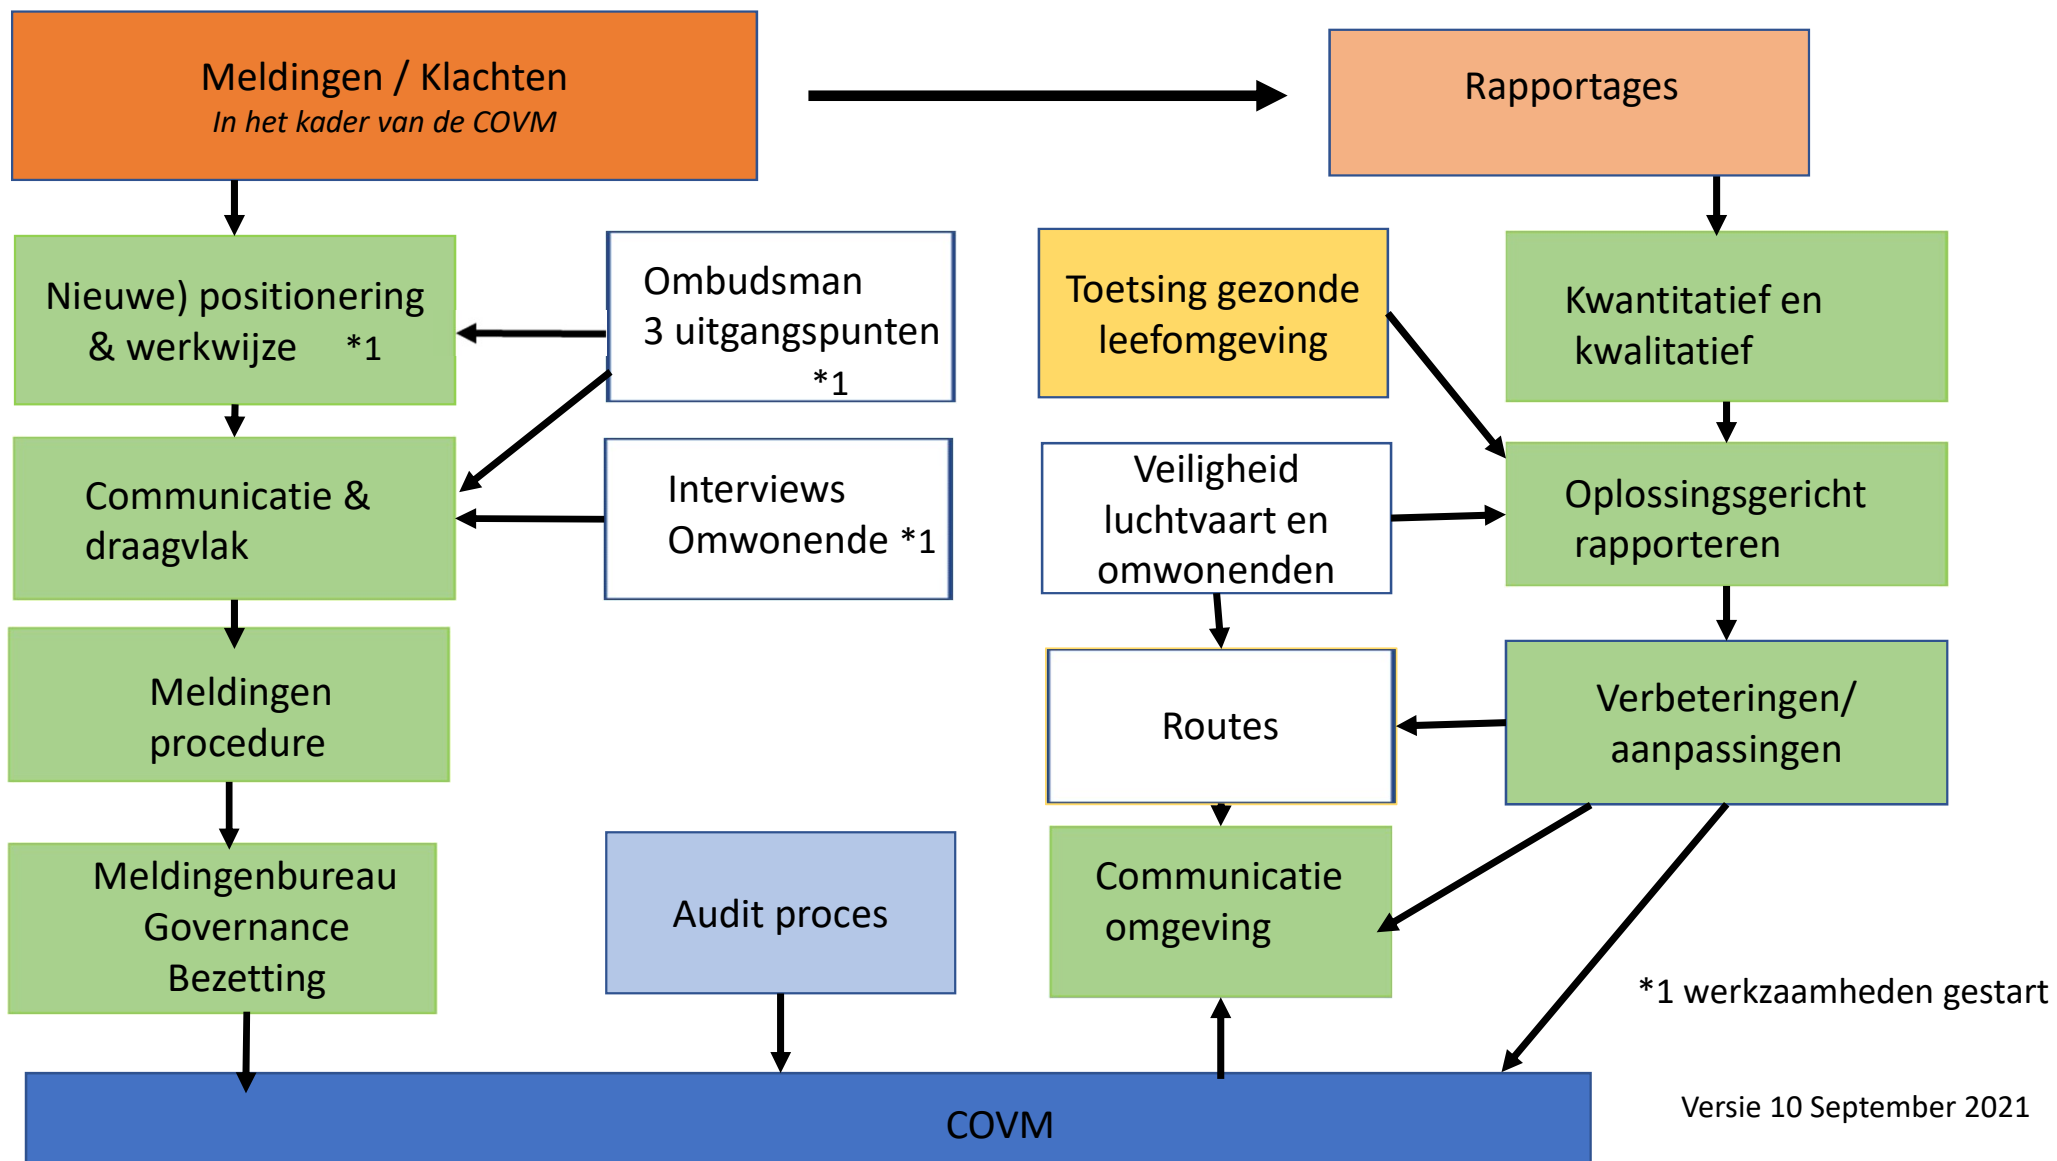 Meldingen / Klachten
In het kader van de COVM
Rapportages
Nieuwe) positionering
& werkwijze *1
Ombudsman
3 uitgangspunten
*1
Toetsing gezonde
leefomgeving
Kwantitatief en
kwalitatief
Communicatie &
draagvlak
Interviews
Omwonende *1
Veiligheid
luchtvaart en
omwonenden
Oplossingsgericht
rapporteren
Meldingen
procedure
Routes
Verbeteringen/
aanpassingen
Meldingenbureau
Governance
Bezetting
Audit proces
Communicatie
omgeving
*1 werkzaamheden gestart
COVM
Versie 10 September 2021